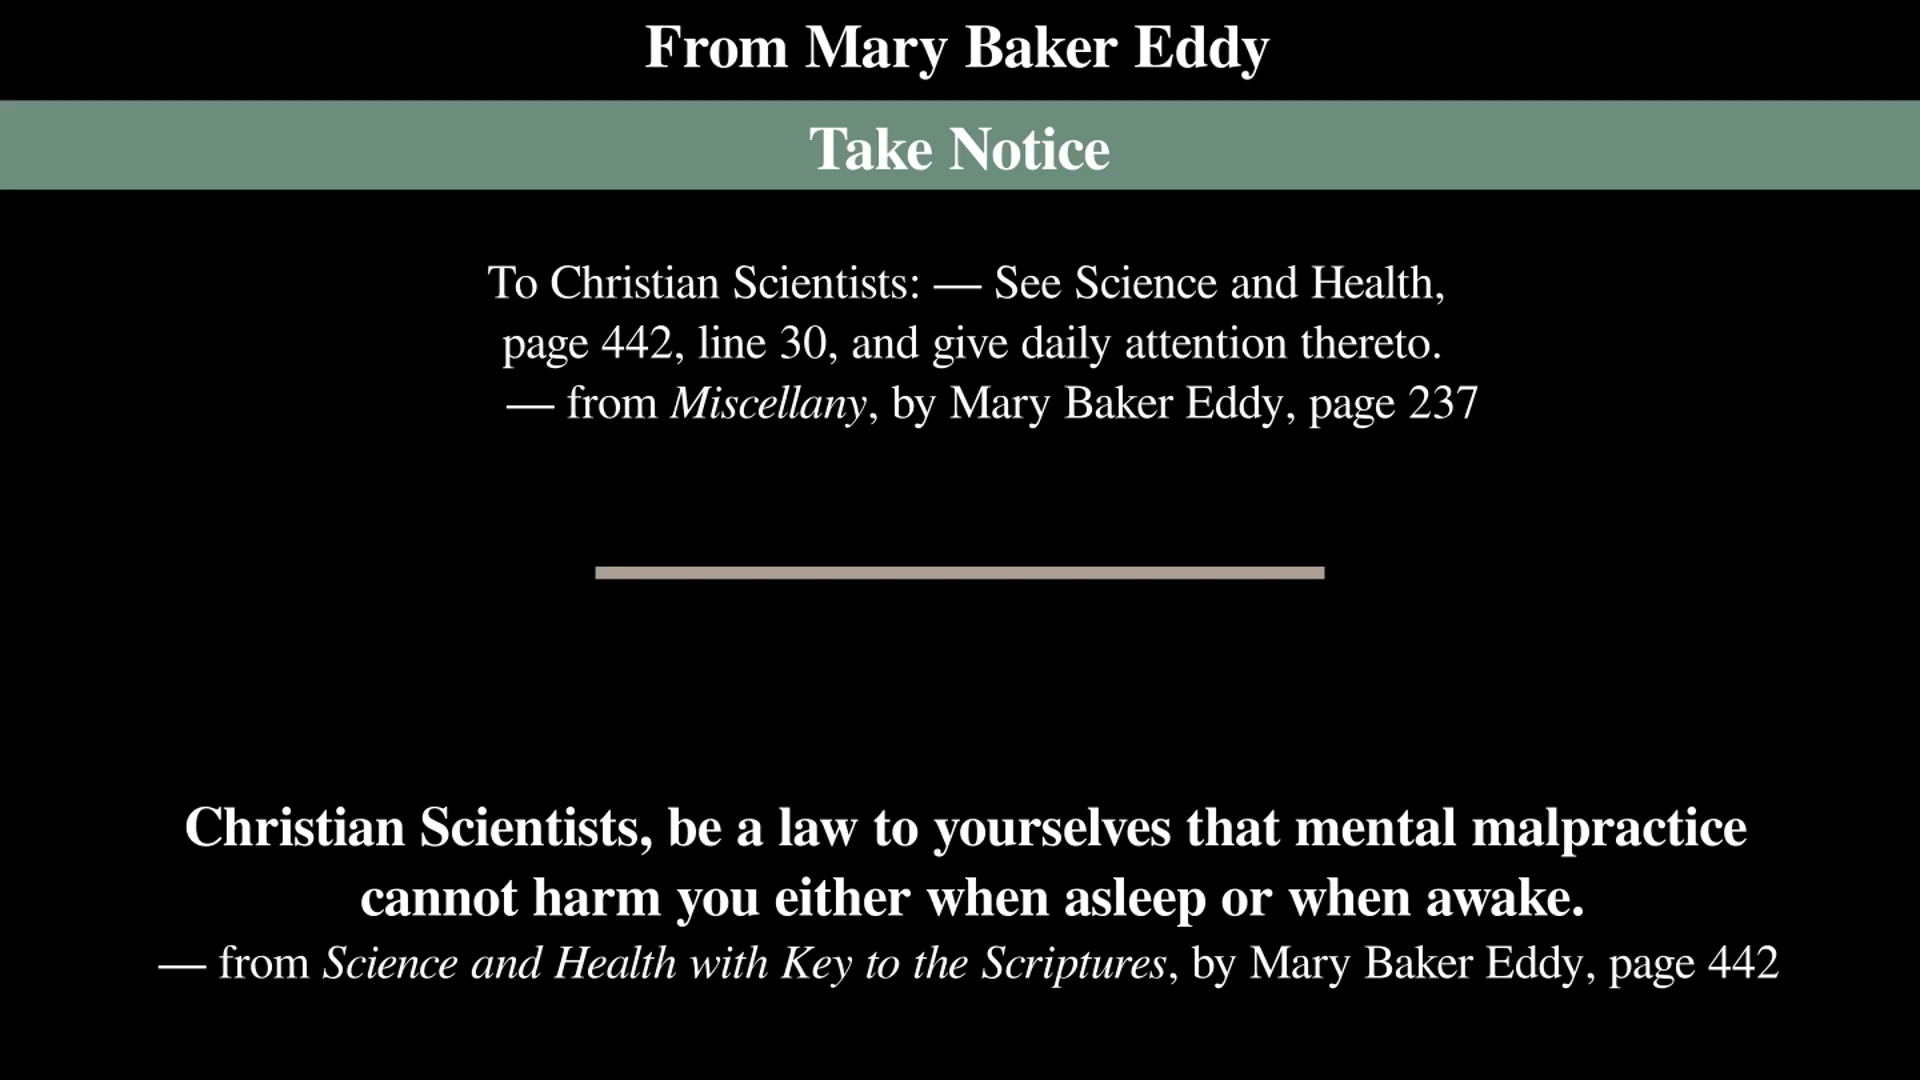 From Mary Baker Eddy
Take Notice
To Christian Scientists: — See Science and Health,
page 442, line 30, and give daily attention thereto.
— from Miscellany, by Mary Baker Eddy, page 237
Christian Scientists, be a law to yourselves that mental malpractice
cannot harm you either when asleep or when awake.
— from Science and Health with Key to the Scriptures, by Mary Baker Eddy, page 442